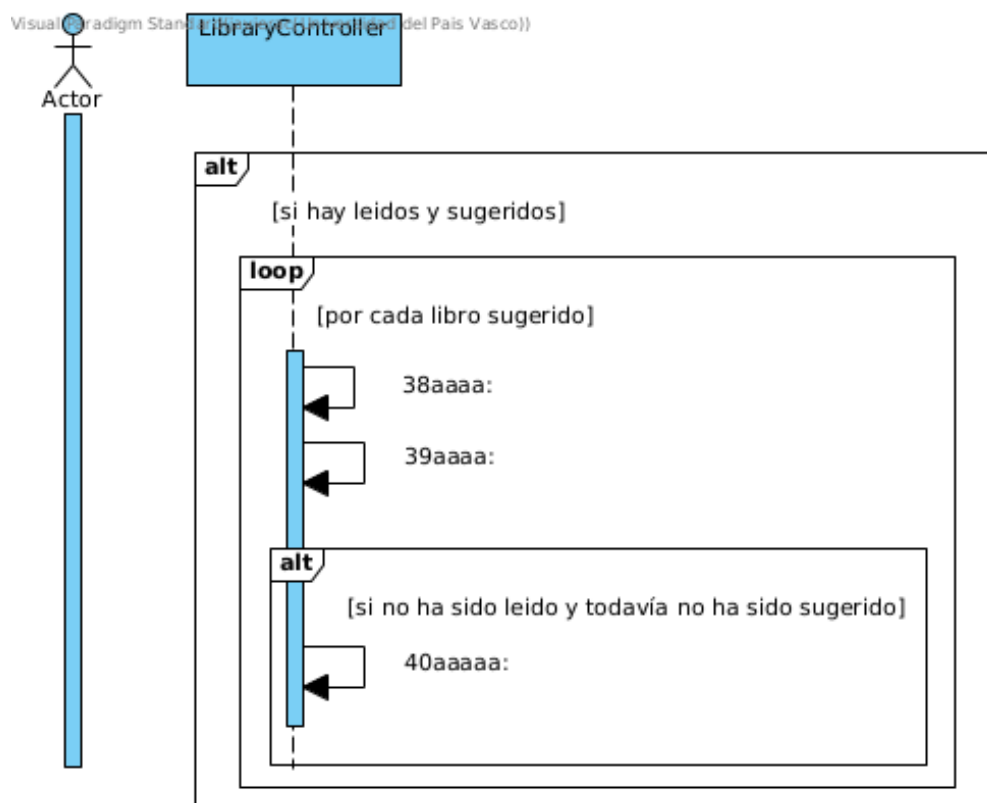 Visual Paradigm Standard del Pais Vasco))
LibraryController
Actor
alt
[si hay leidos y sugeridos]
loop
[por cada libro sugerido]
38aaaa:
39aaaa:
alt
[si no ha sido leido y todavía no ha sido sugerido]
40aaaaa: